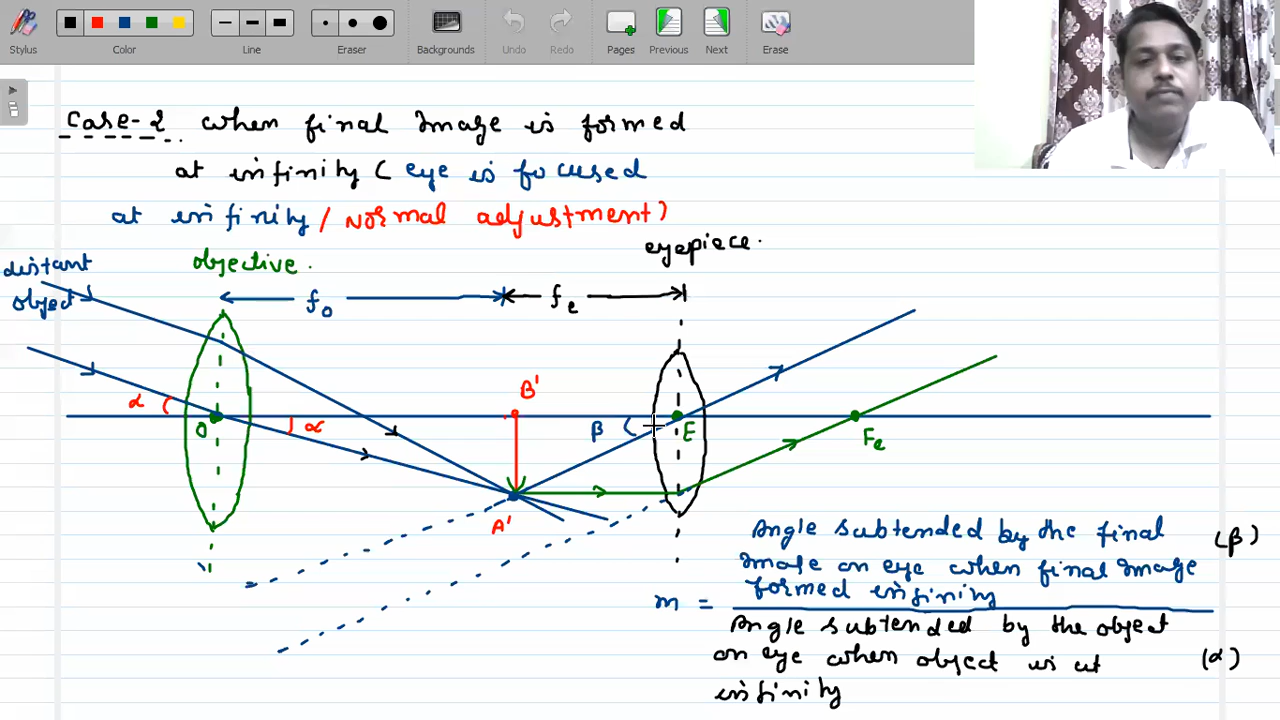 Stylus
Color
Line
Eraser
Backgrounds
Undo
Redo
Pages
Previous
Next
Erase
Case-2 when final Image is formed
at infinity ( eye is focused
at infinity / Normal adjustment)
distant
object
objective.
eyepiece.
fo
fe
α
α
O
B'
A'
β
E
Fe
m =
Angle subtended by the final
Image on eye when final Image
formed infinity
(β)
Angle subtended by the object
on eye when object is at
infinity
(α)